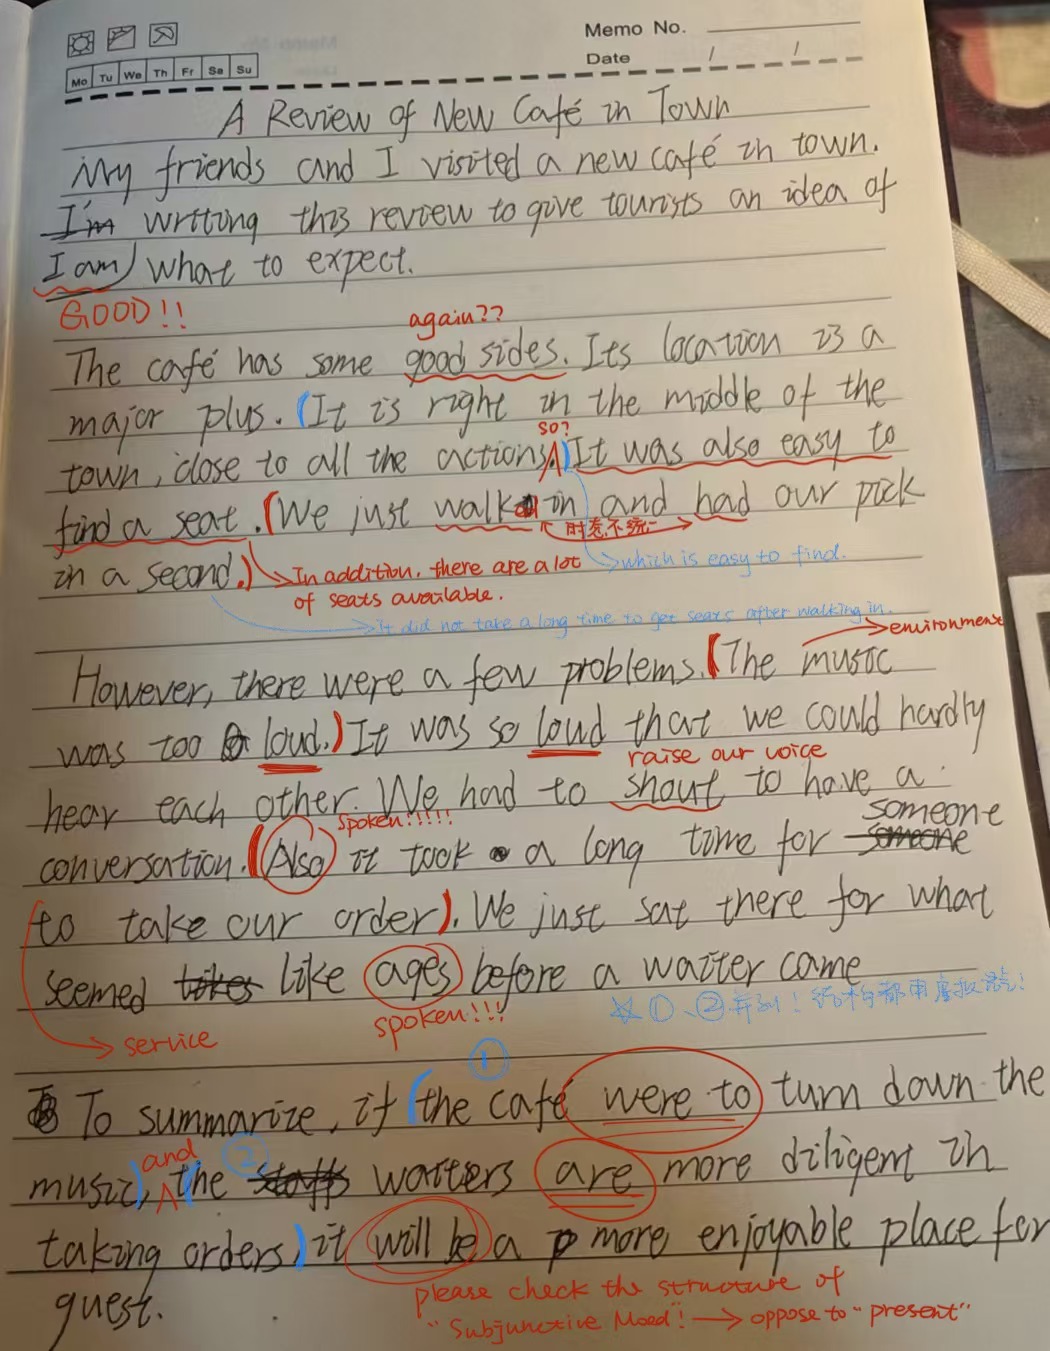 Memo No.
Mo Tu We Th Fr Sa Su
Date / /
A Review of New Café in Town
My friends and I visited a new café in town.
I'm writing this review to give tourists an idea of
I am what to expect.
GOOD!!
again??
The café has some good sides. Its location is a
major plus. (It is right in the middle of the
so?
town, close to all the actions.) It was also easy to
find a seat. (We just walk in and had our pick
时态不统一
in a second.)
In addition, there are a lot
of seats available.
which is easy to find.
it did not take a long time to get seats after walking in.
environment
However, there were a few problems. (The music
was too loud.) It was so loud that we could hardly
raise our voice
hear each other. We had to shout to have a
spoken!!!!!
someone
conversation. (Also it took a long time for someone
to take our order). We just sat there for what
seemed takes like ages before a waiter came
☆①、②并列!结构都用虚拟语气!
spoken!!!
service
①
To summarize, if (the café were to turn down the
and ②
music), (the staffs waiters are more diligent in
taking orders) it will be a more enjoyable place for
guest.
please check the structure of
"Subjunctive Mood! → oppose to "present"